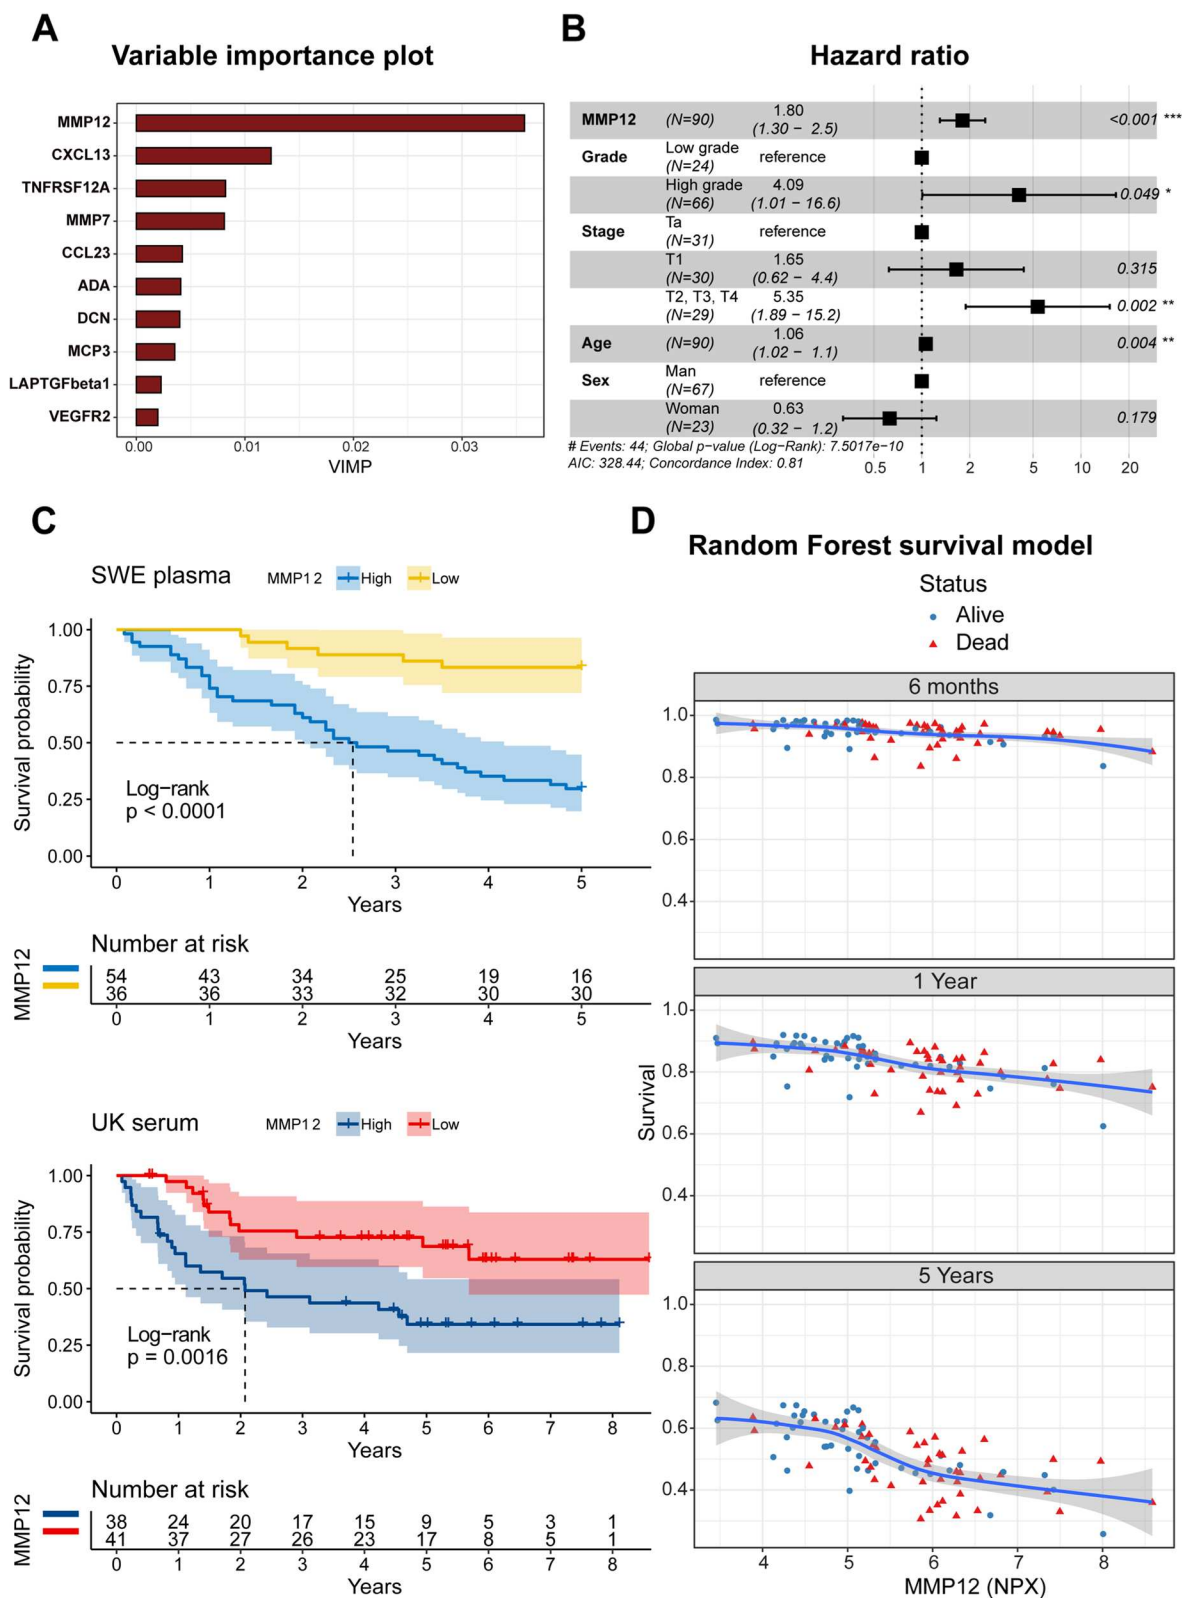 A
Variable importance plot
MMP12
CXCL13
TNFRSF12A
MMP7
CCL23
ADA
DCN
MCP3
LAPTGFbeta1
VEGFR2
0.00 0.01 0.02 0.03
VIMP
B
Hazard ratio
MMP12 (N=90) 1.80 (1.30 − 2.5) <0.001 ***
Grade Low grade (N=24) reference
High grade (N=66) 4.09 (1.01 − 16.6) 0.049 *
Stage Ta (N=31) reference
T1 (N=30) 1.65 (0.62 − 4.4) 0.315
T2, T3, T4 (N=29) 5.35 (1.89 − 15.2) 0.002 **
Age (N=90) 1.06 (1.02 − 1.1) 0.004 **
Sex Man (N=67) reference
Woman (N=23) 0.63 (0.32 − 1.2) 0.179
# Events: 44; Global p−value (Log−Rank): 7.5017e−10
AIC: 328.44; Concordance Index: 0.81
0.5 1 2 5 10 20
C
SWE plasma MMP12 High Low
Survival probability
1.00
0.75
0.50
0.25
0.00
Log−rank
p < 0.0001
0 1 2 3 4 5
Years
Number at risk
MMP12
54 43 34 25 19 16
36 36 33 32 30 30
0 1 2 3 4 5
Years
UK serum MMP12 High Low
Survival probability
1.00
0.75
0.50
0.25
0.00
Log−rank
p = 0.0016
0 1 2 3 4 5 6 7 8
Years
Number at risk
MMP12
38 24 20 17 15 9 5 3 1
41 37 27 26 23 17 8 5 1
0 1 2 3 4 5 6 7 8
Years
D
Random Forest survival model
Status
Alive
Dead
6 months
1.0
0.8
0.6
0.4
1 Year
1.0
0.8
0.6
0.4
Survival
5 Years
1.0
0.8
0.6
0.4
4 5 6 7 8
MMP12 (NPX)